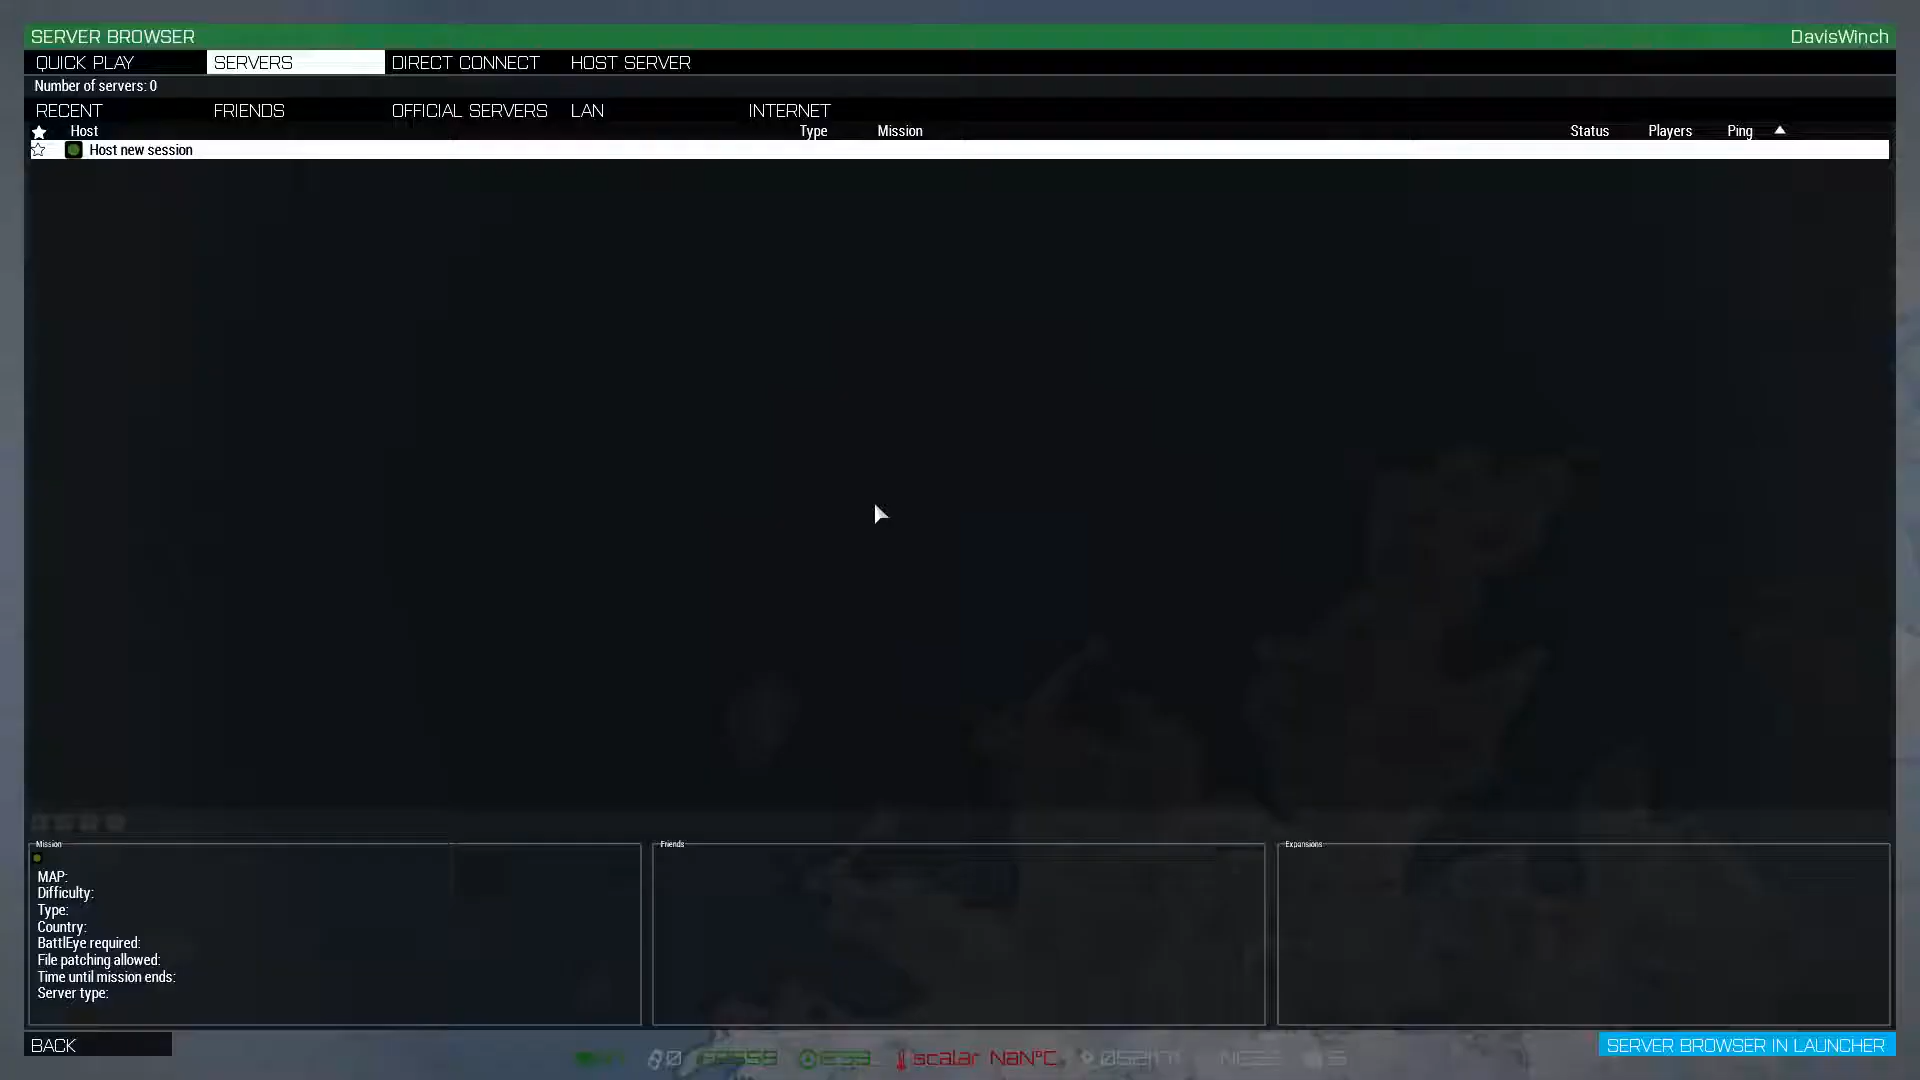 SERVER BROWSER DavisWinch
QUICK PLAY SERVERS DIRECT CONNECT HOST SERVER
Number of servers: 0
RECENT FRIENDS OFFICIAL SERVERS LAN INTERNET
Host Type Mission Status Players Ping
Host new session
Mission Friends Expansions
MAP:
Difficulty:
Type:
Country:
BattlEye required:
File patching allowed:
Time until mission ends:
Server type:
BACK scalar NaN°C SERVER BROWSER IN LAUNCHER